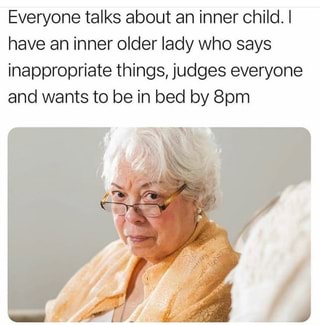 Everyone talks about an inner child. I
have an inner older lady who says
inappropriate things, judges everyone
and wants to be in bed by 8pm